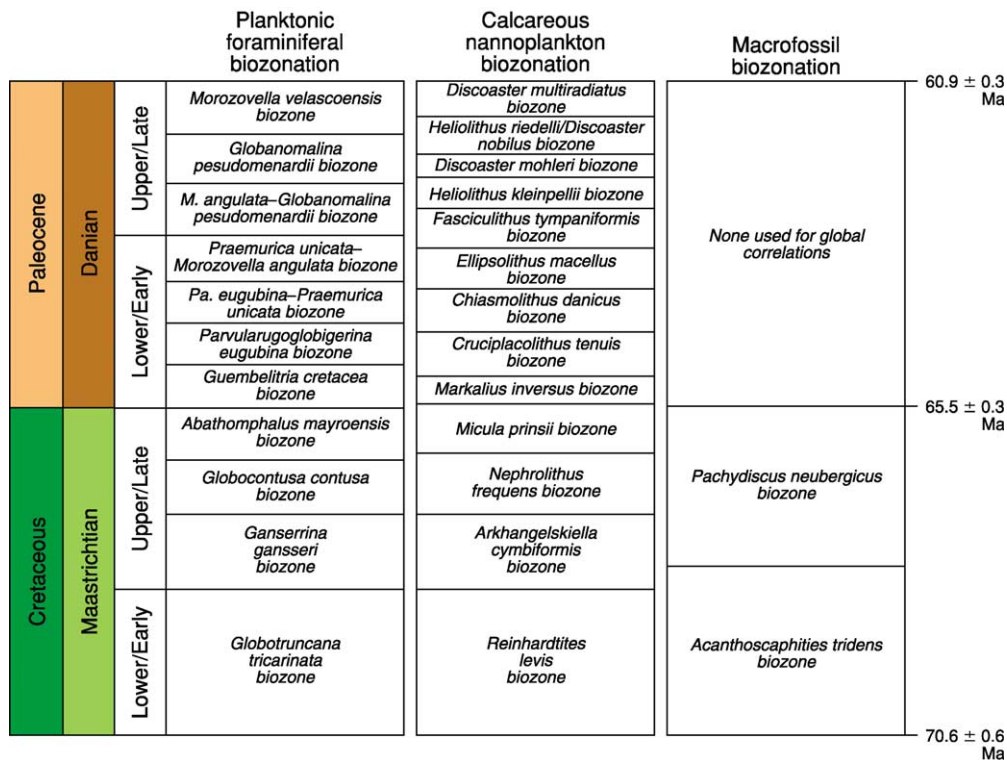 Planktonic
foraminiferal
biozonation
Calcareous
nannoplankton
biozonation
Macrofossil
biozonation
Paleocene
Danian
Upper/Late
Lower/Early
Cretaceous
Maastrichtian
Upper/Late
Lower/Early
Morozovella velascoensis
biozone
Globanomalina
pesudomenardii biozone
M. angulata–Globanomalina
pesudomenardii biozone
Praemurica unicata–
Morozovella angulata biozone
Pa. eugubina–Praemurica
unicata biozone
Parvularugoglobigerina
eugubina biozone
Guembelitria cretacea
biozone
Abathomphalus mayroensis
biozone
Globocontusa contusa
biozone
Ganserrina
gansseri
biozone
Globotruncana
tricarinata
biozone
Discoaster multiradiatus
biozone
Heliolithus riedelli/Discoaster
nobilus biozone
Discoaster mohleri biozone
Heliolithus kleinpellii biozone
Fasciculithus tympaniformis
biozone
Ellipsolithus macellus
biozone
Chiasmolithus danicus
biozone
Cruciplacolithus tenuis
biozone
Markalius inversus biozone
Micula prinsii biozone
Nephrolithus
frequens biozone
Arkhangelskiella
cymbiformis
biozone
Reinhardtites
levis
biozone
None used for global
correlations
Pachydiscus neubergicus
biozone
Acanthoscaphities tridens
biozone
60.9 ± 0.3
Ma
65.5 ± 0.3
Ma
70.6 ± 0.6
Ma